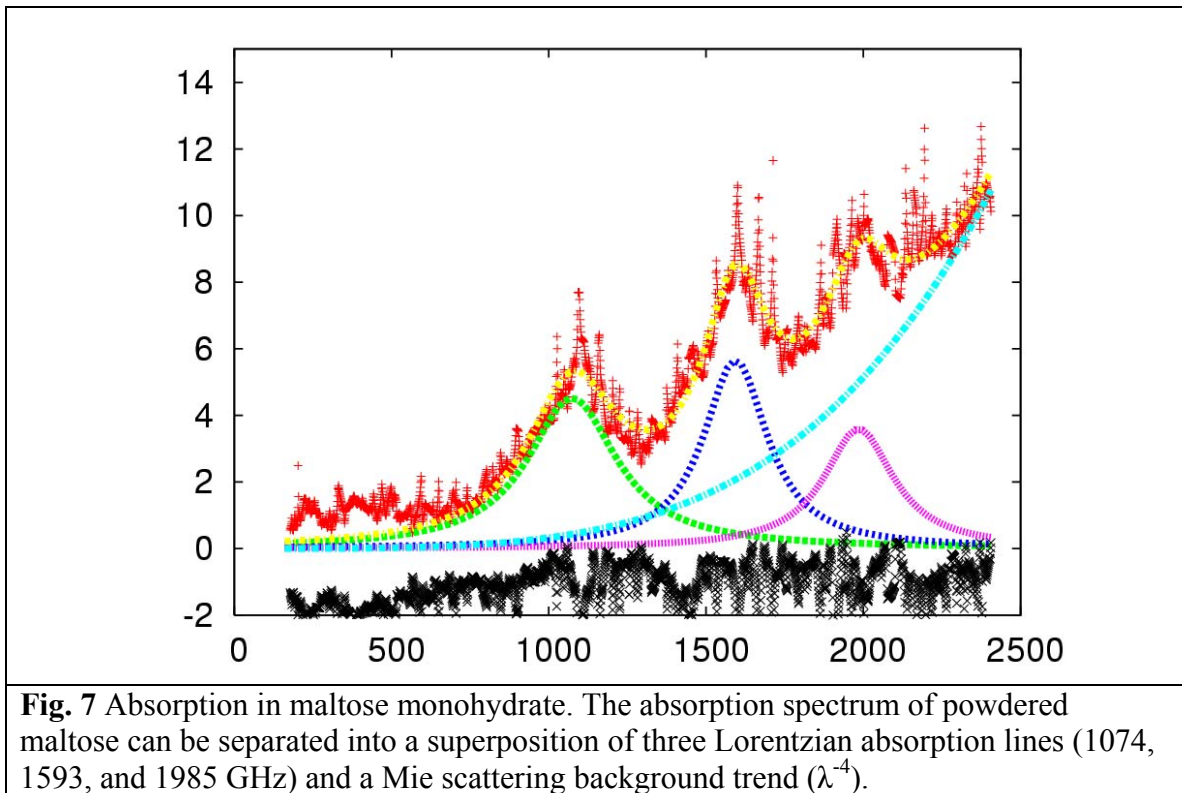 14
12
10
8
6
4
2
0
-2
0 500 1000 1500 2000 2500
Fig. 7 Absorption in maltose monohydrate. The absorption spectrum of powdered
maltose can be separated into a superposition of three Lorentzian absorption lines (1074,
1593, and 1985 GHz) and a Mie scattering background trend (λ⁻⁴).